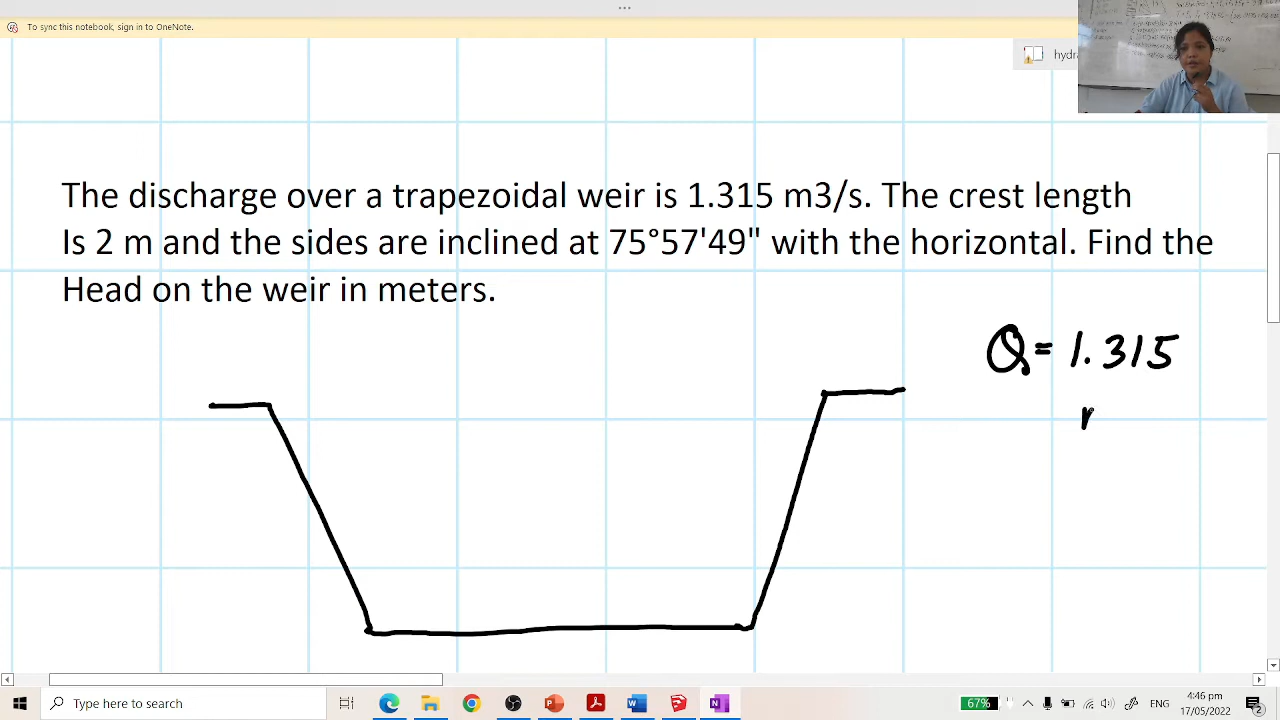 To sync this notebook, sign in to OneNote.
hydra
The discharge over a trapezoidal weir is 1.315 m3/s. The crest length
Is 2 m and the sides are inclined at 75°57'49" with the horizontal. Find the
Head on the weir in meters.
Q = 1.315
Type here to search
67%
ENG
4:46 pm
17/05/2022
2